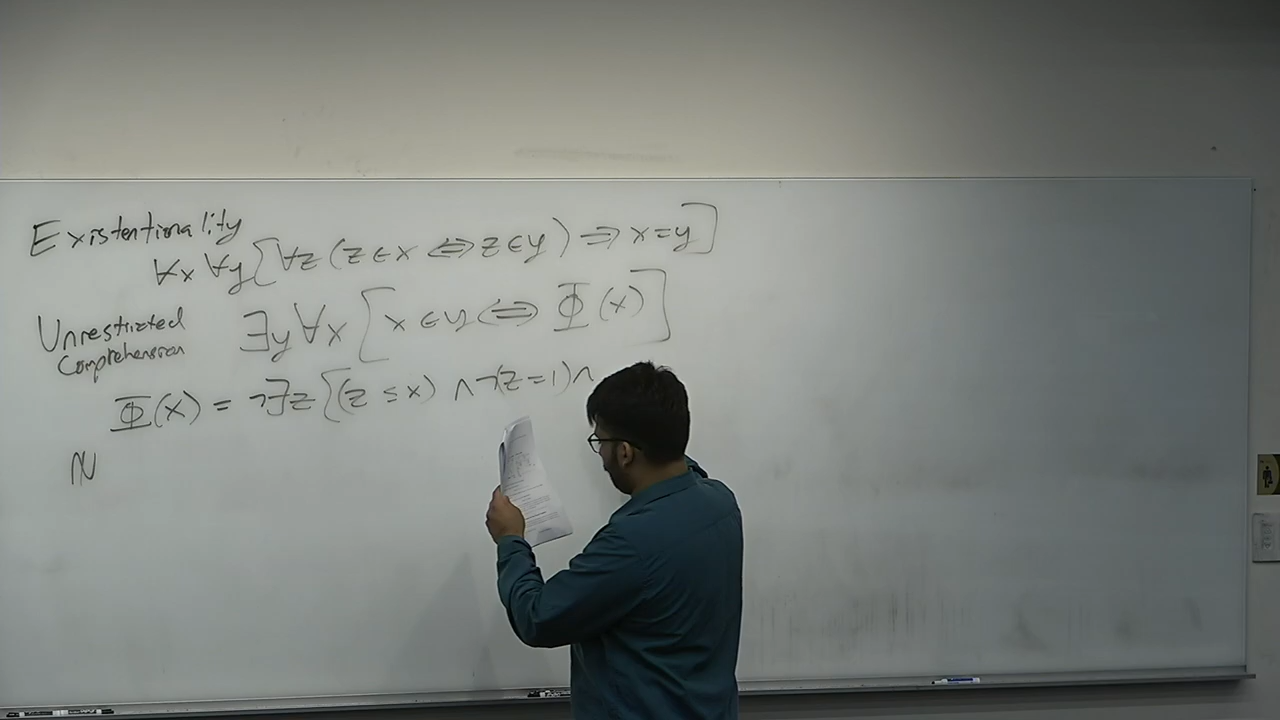 Existentionality
∀x ∀y [∀z (z ∈ x ⇔ z ∈ y) ⇒ x = y]
Unrestricted
Comprehension
∃y ∀x [x ∈ y ⇔ Φ(x)]
Φ(x) = ¬∃z [(z ≤ x) ∧ ¬(z = 1) ∧
ℕ